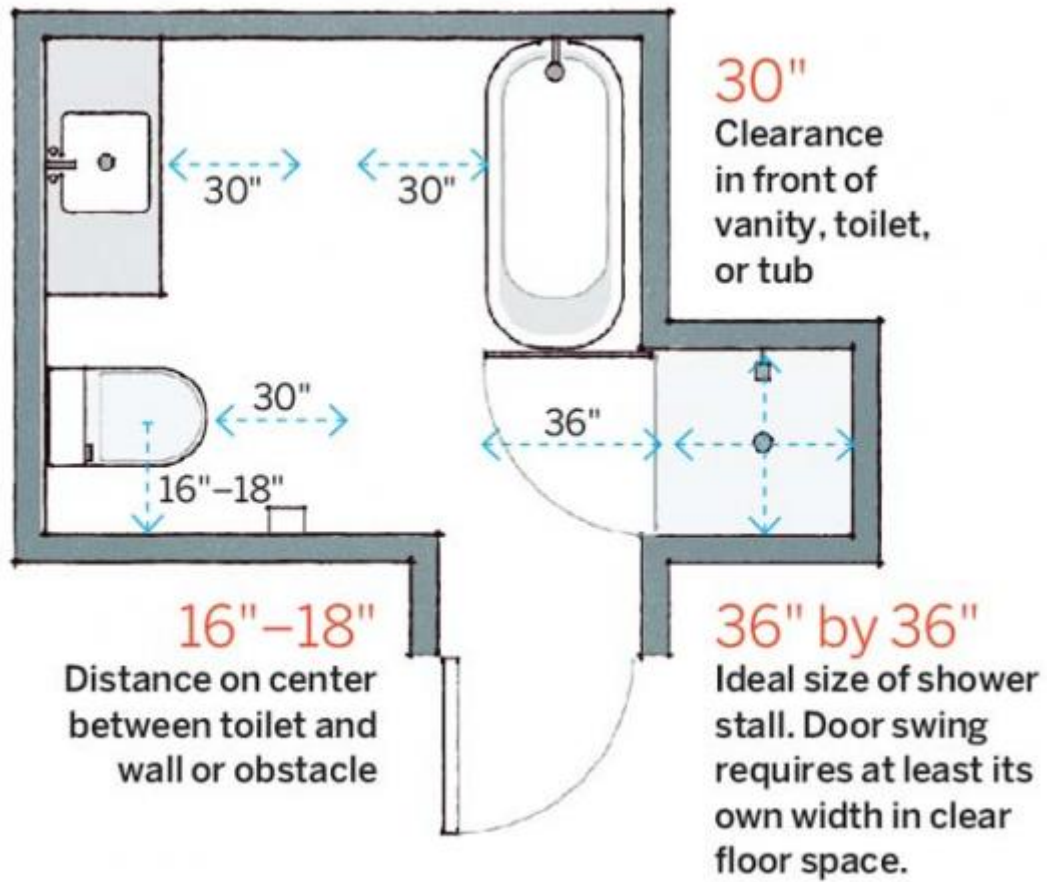 30"
Clearance
in front of
vanity, toilet,
or tub
30"
30"
30"
36"
16"–18"
16"–18"
Distance on center
between toilet and
wall or obstacle
36" by 36"
Ideal size of shower
stall. Door swing
requires at least its
own width in clear
floor space.